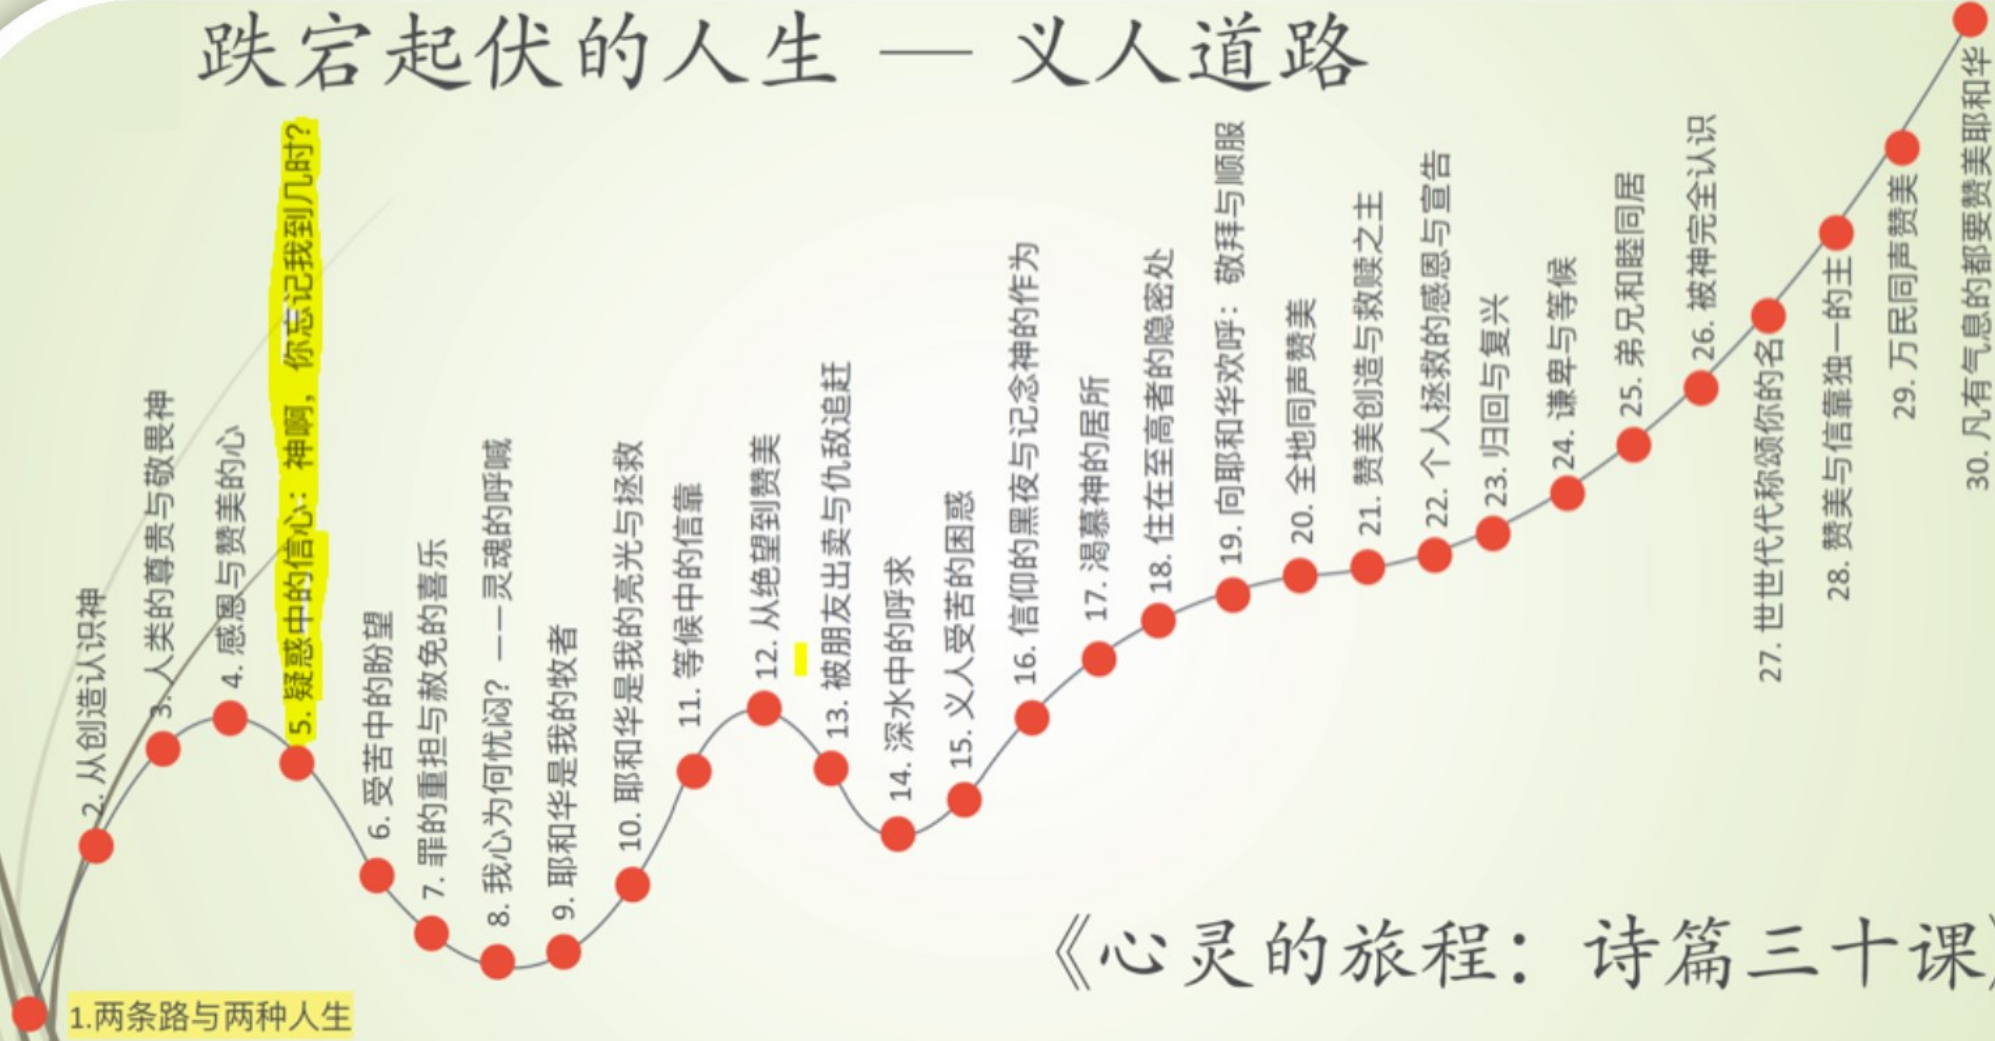 跌宕起伏的人生 — 义人道路
1.两条路与两种人生
2. 从创造认识神
3. 人类的尊贵与敬畏神
4. 感恩与赞美的心
5. 疑惑中的信心：神啊，你忘记我到几时？
6. 受苦中的盼望
7. 罪的重担与赦免的喜乐
8. 我心为何忧闷？一一灵魂的呼喊
9. 耶和华是我的牧者
10. 耶和华是我的亮光与拯救
11. 等候中的信靠
12. 从绝望到赞美
13. 被朋友出卖与仇敌追赶
14. 深水中的呼求
15. 义人受苦的困惑
16. 信仰的黑夜与记念神的作为
17. 渴慕神的居所
18. 住在至高者的隐密处
19. 向耶和华欢呼：敬拜与顺服
20. 全地同声赞美
21. 赞美创造与救赎之主
22. 个人拯救的感恩与宣告
23. 归回与复兴
24. 谦卑与等候
25. 弟兄和睦同居
26. 被神完全认识
27. 世世代代称颂你的名
28. 赞美与信靠独一的主
29. 万民同声赞美
30. 凡有气息的都要赞美耶和华
《心灵的旅程：诗篇三十课》